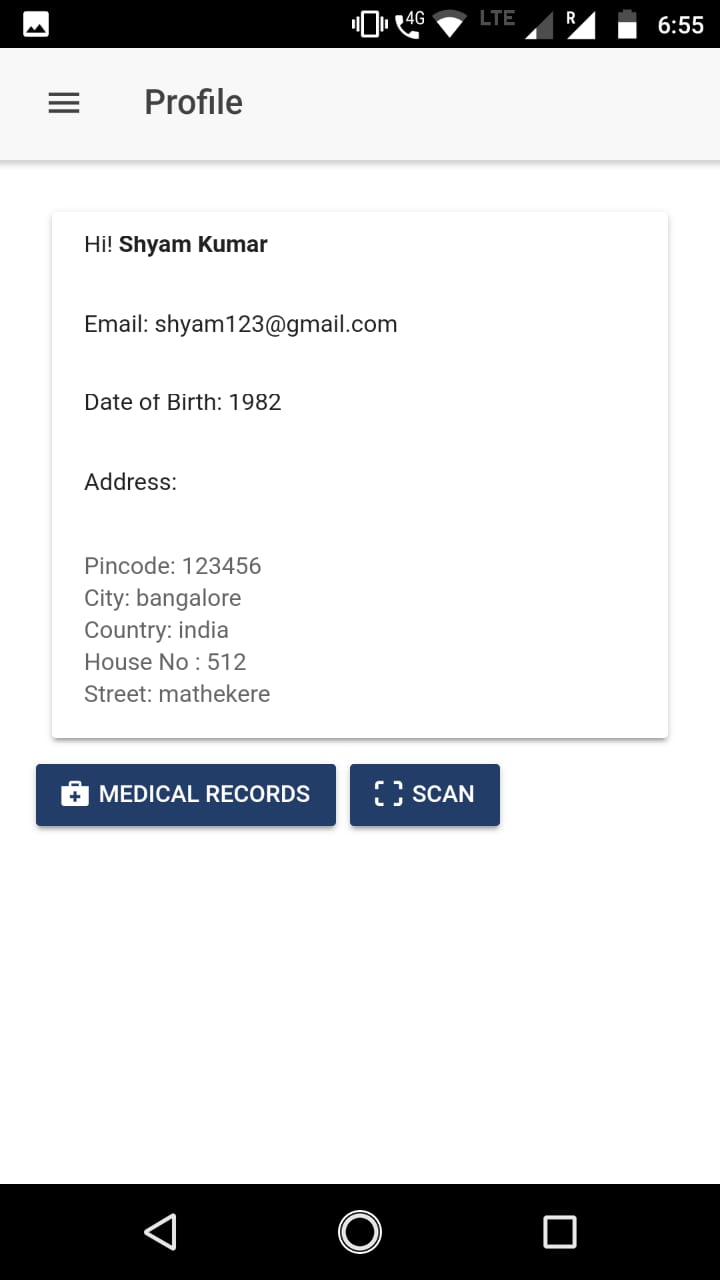 4G LTE R 6:55
Profile
Hi! Shyam Kumar
Email: shyam123@gmail.com
Date of Birth: 1982
Address:
Pincode: 123456
City: bangalore
Country: india
House No : 512
Street: mathekere
MEDICAL RECORDS SCAN